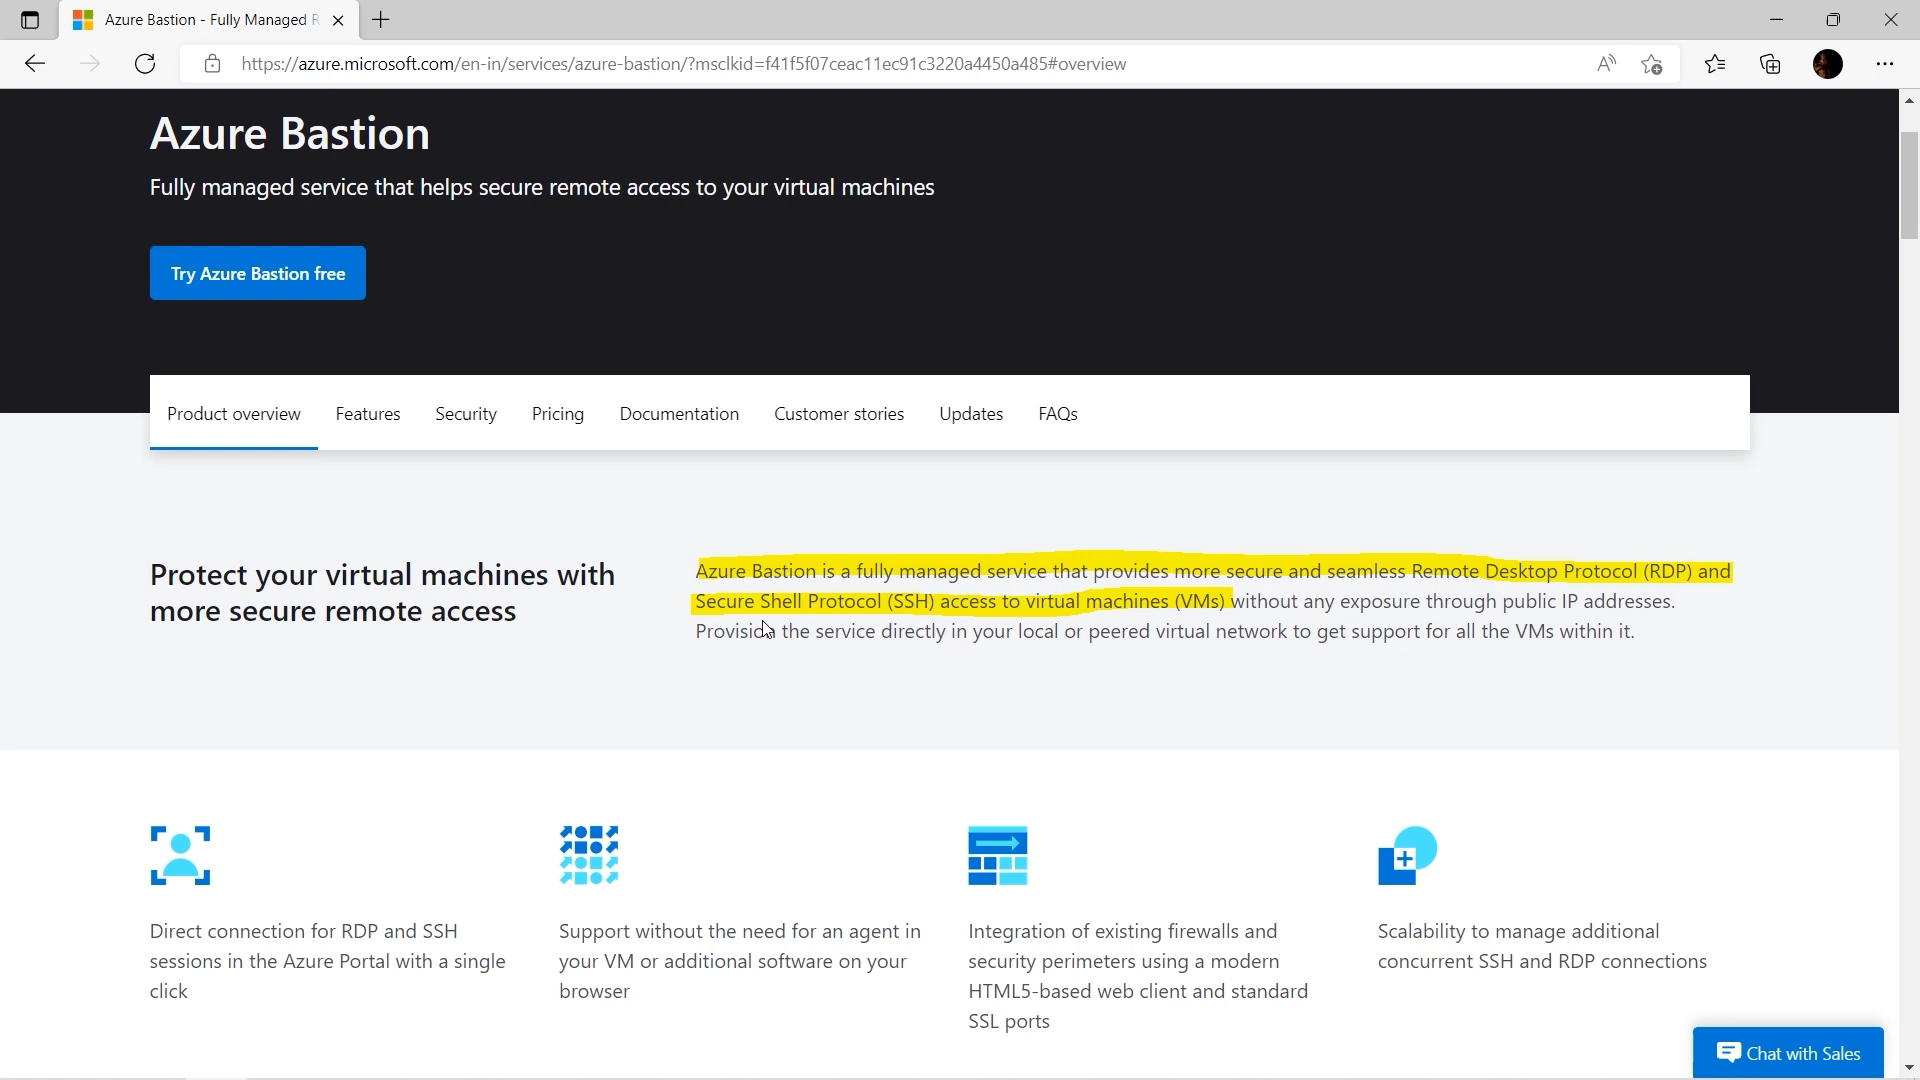 Azure Bastion - Fully Managed R
https://azure.microsoft.com/en-in/services/azure-bastion/?msclkid=f41f5f07ceac11ec91c3220a4450a485#overview
Azure Bastion
Fully managed service that helps secure remote access to your virtual machines
Try Azure Bastion free
Product overview Features Security Pricing Documentation Customer stories Updates FAQs
Protect your virtual machines with
more secure remote access
Azure Bastion is a fully managed service that provides more secure and seamless Remote Desktop Protocol (RDP) and
Secure Shell Protocol (SSH) access to virtual machines (VMs) without any exposure through public IP addresses.
Provision the service directly in your local or peered virtual network to get support for all the VMs within it.
Direct connection for RDP and SSH
sessions in the Azure Portal with a single
click
Support without the need for an agent in
your VM or additional software on your
browser
Integration of existing firewalls and
security perimeters using a modern
HTML5-based web client and standard
SSL ports
Scalability to manage additional
concurrent SSH and RDP connections
Chat with Sales